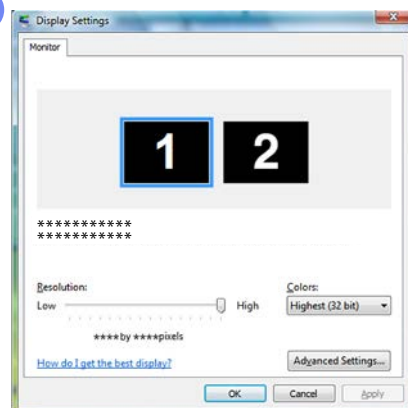 Display Settings
Monitor
1 2
***********
***********
Resolution: Colors:
Low High Highest (32 bit)
****by ****pixels
How do I get the best display? Advanced Settings...
OK Cancel Apply